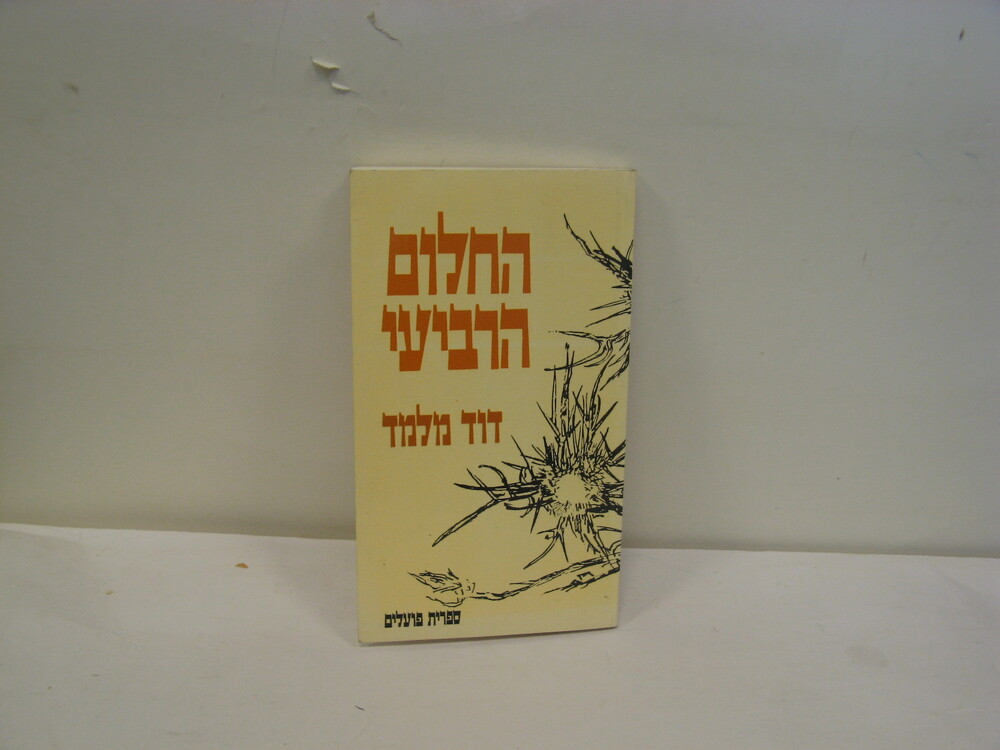 החלום
הרביעי
דוד מלמד
ספרית פועלים